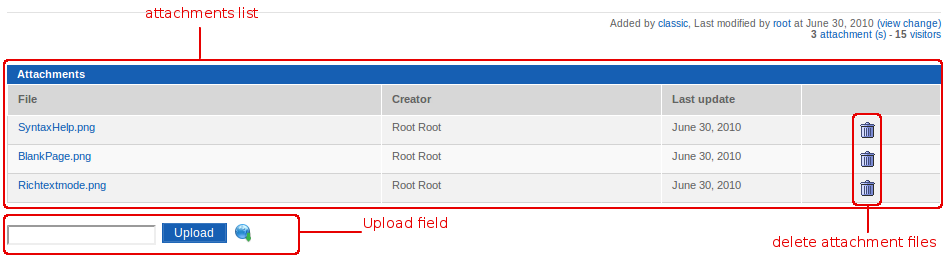 attachments list
Added by classic, Last modified by root at June 30, 2010 (view change)
3 attachment (s) - 15 visitors
Attachments
File Creator Last update
SyntaxHelp.png Root Root June 30, 2010
BlankPage.png Root Root June 30, 2010
Richtextmode.png Root Root June 30, 2010
Upload
Upload field
delete attachment files